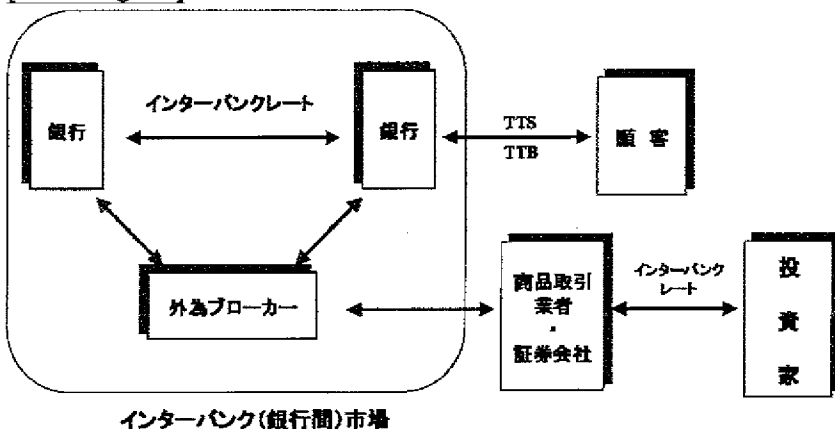 インターバンクレート
銀行
銀行
TTS
TTB
顧客
外為ブローカー
商品取引
業者
・
証券会社
インターバンク
レート
投
資
家
インターバンク(銀行間)市場